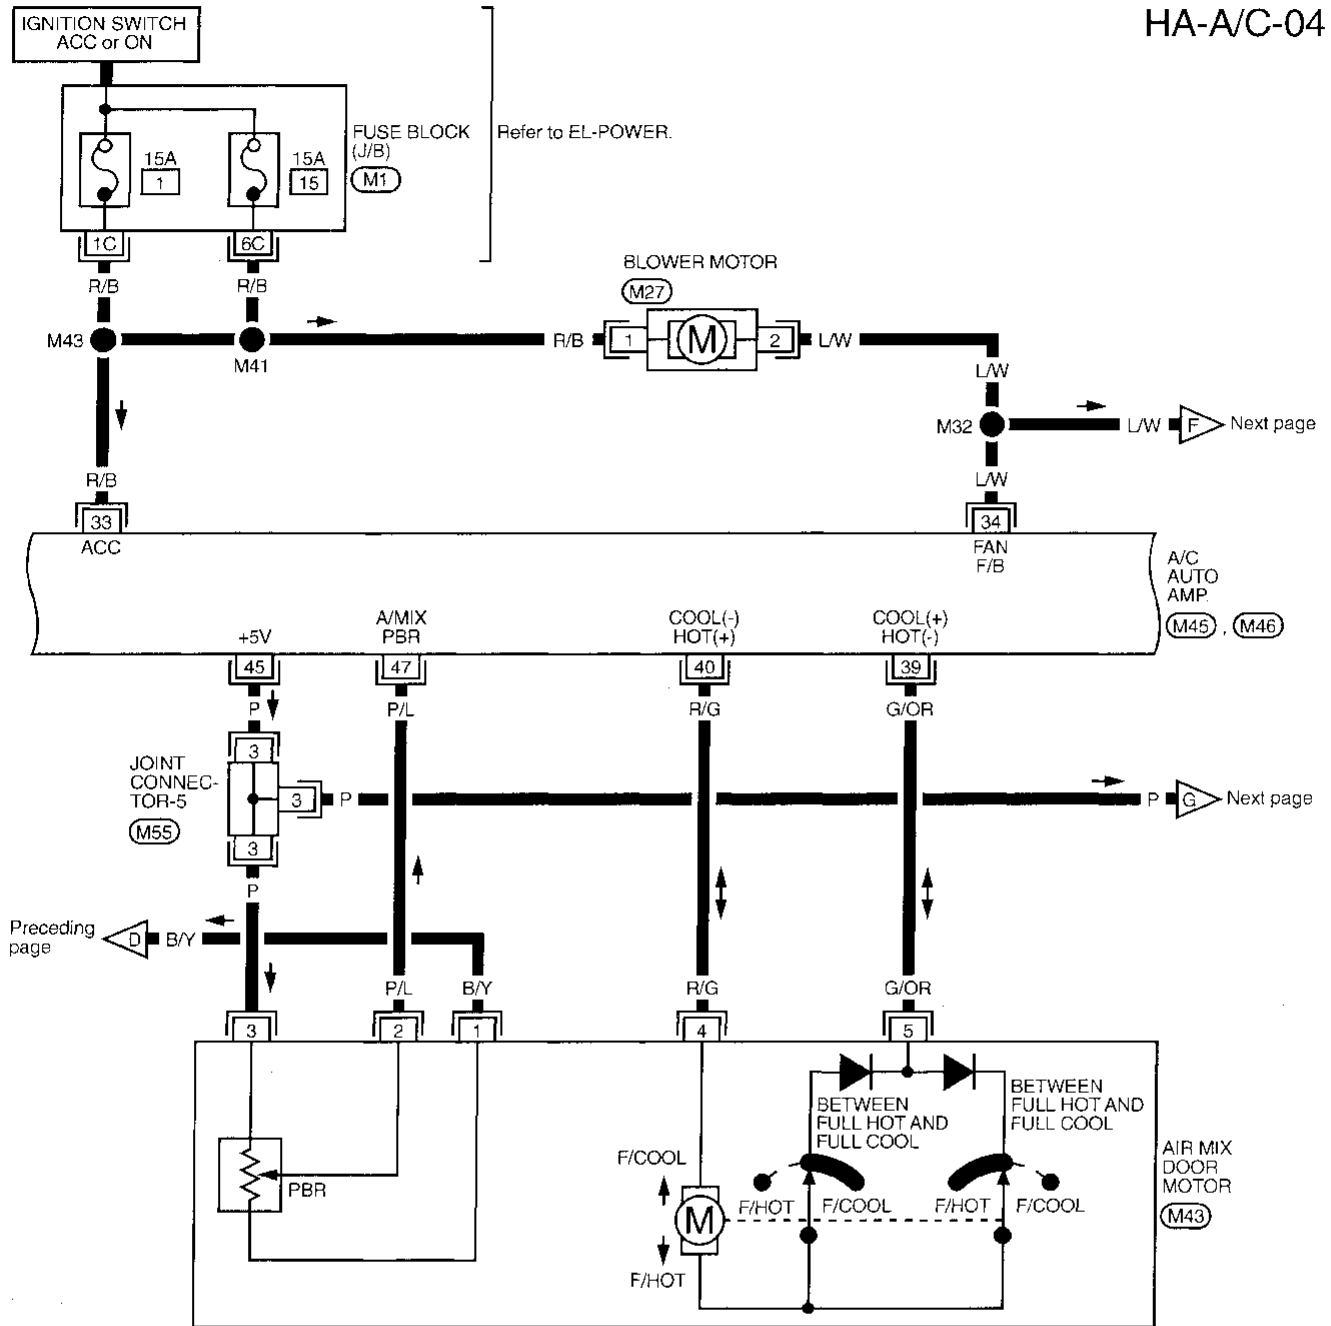 HA-A/C-04
IGNITION SWITCH
ACC or ON
FUSE BLOCK
(J/B)
M1
Refer to EL-POWER.
15A
1
15A
15
1C
6C
R/B
R/B
BLOWER MOTOR
M27
M43
M41
R/B
1
M
2
L/W
L/W
M32
L/W
F
Next page
R/B
L/W
33
34
ACC
FAN
F/B
A/C
AUTO
AMP.
M45 , M46
+5V
A/MIX
PBR
COOL(-)
HOT(+)
COOL(+)
HOT(-)
45
47
40
39
P
P/L
R/G
G/OR
JOINT
CONNEC-
TOR-5
M55
3
3
P
P
G
Next page
3
P
Preceding
page
D
B/Y
P/L
B/Y
R/G
G/OR
3
2
1
4
5
BETWEEN
FULL HOT AND
FULL COOL
BETWEEN
FULL HOT AND
FULL COOL
AIR MIX
DOOR
MOTOR
M43
PBR
F/COOL
M
F/HOT
F/HOT
F/COOL
F/HOT
F/COOL